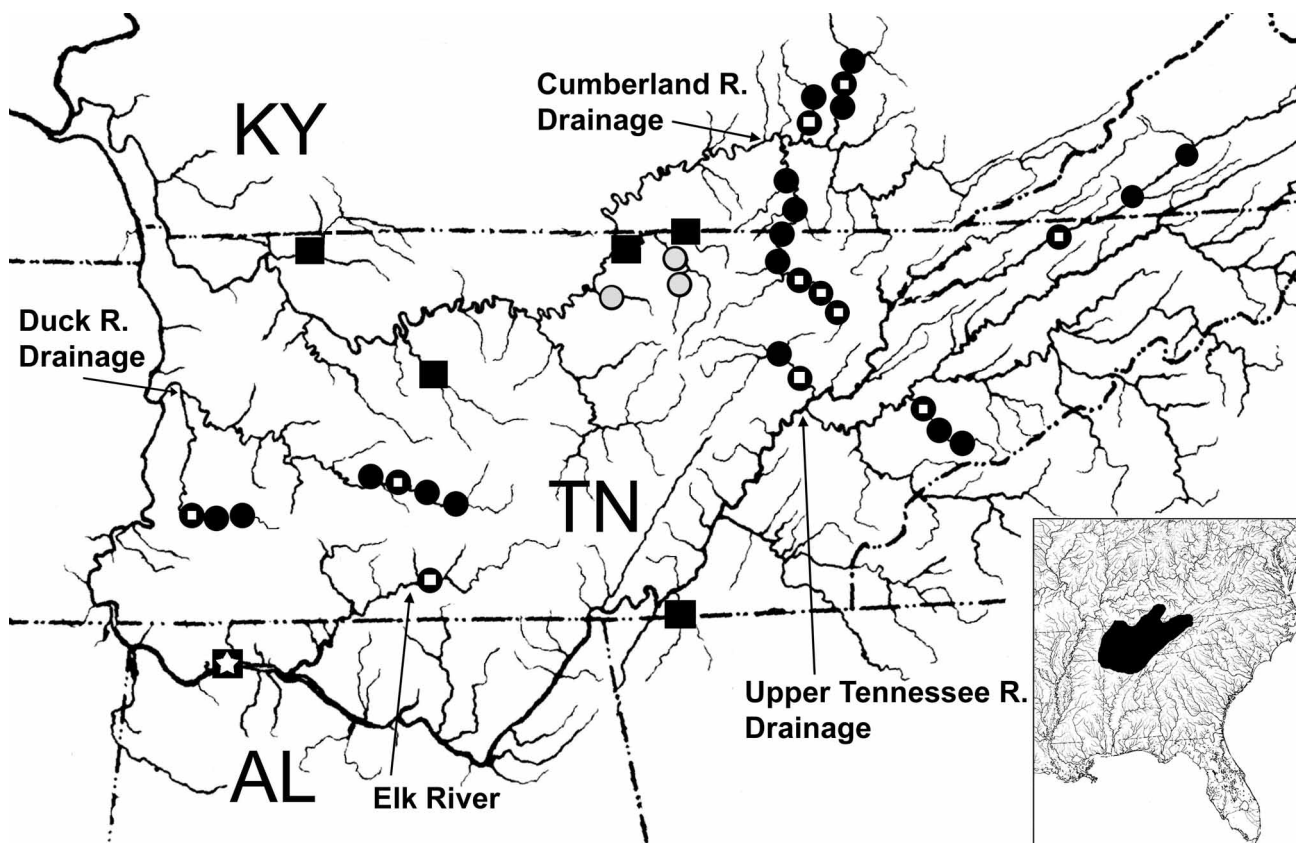 Cumberland R.
Drainage
KY
Duck R.
Drainage
TN
Upper Tennessee R.
Drainage
AL
Elk River